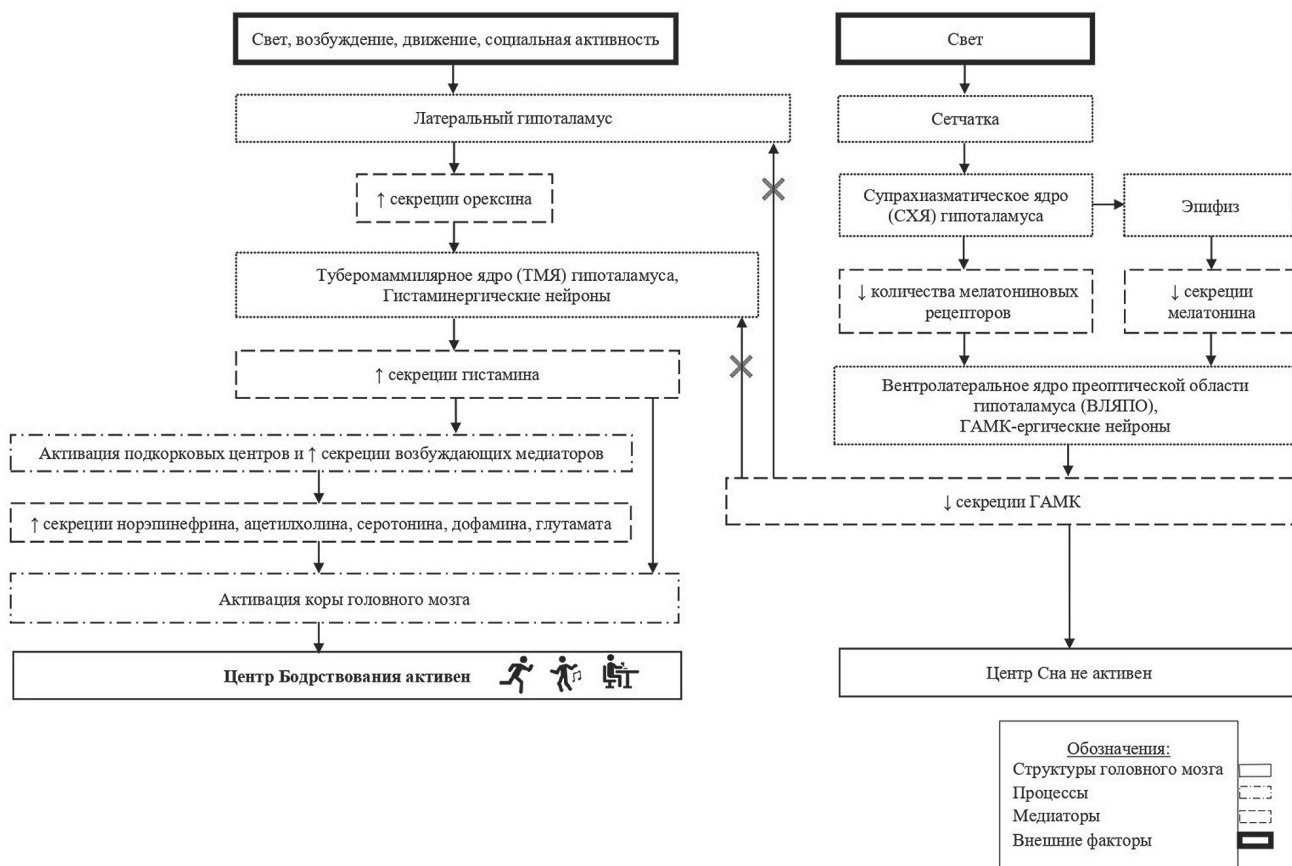 Свет, возбуждение, движение, социальная активность
Латеральный гипоталамус
↑ секреции орексина
Туберомаммилярное ядро (ТМЯ) гипоталамуса,
Гистаминергические нейроны
↑ секреции гистамина
Активация подкорковых центров и ↑ секреции возбуждающих медиаторов
↑ секреции норэпинефрина, ацетилхолина, серотонина, дофамина, глутамата
Активация коры головного мозга
Центр Бодрствования активен
Свет
Сетчатка
Супрахиазматическое ядро
(СХЯ) гипоталамуса
Эпифиз
↓ количества мелатониновых
рецепторов
↓ секреции
мелатонина
Вентролатеральное ядро преоптической области
гипоталамуса (ВЛЯПО),
ГАМК-ергические нейроны
↓ секреции ГАМК
Центр Сна не активен
Обозначения:
Структуры головного мозга
Процессы
Медиаторы
Внешние факторы